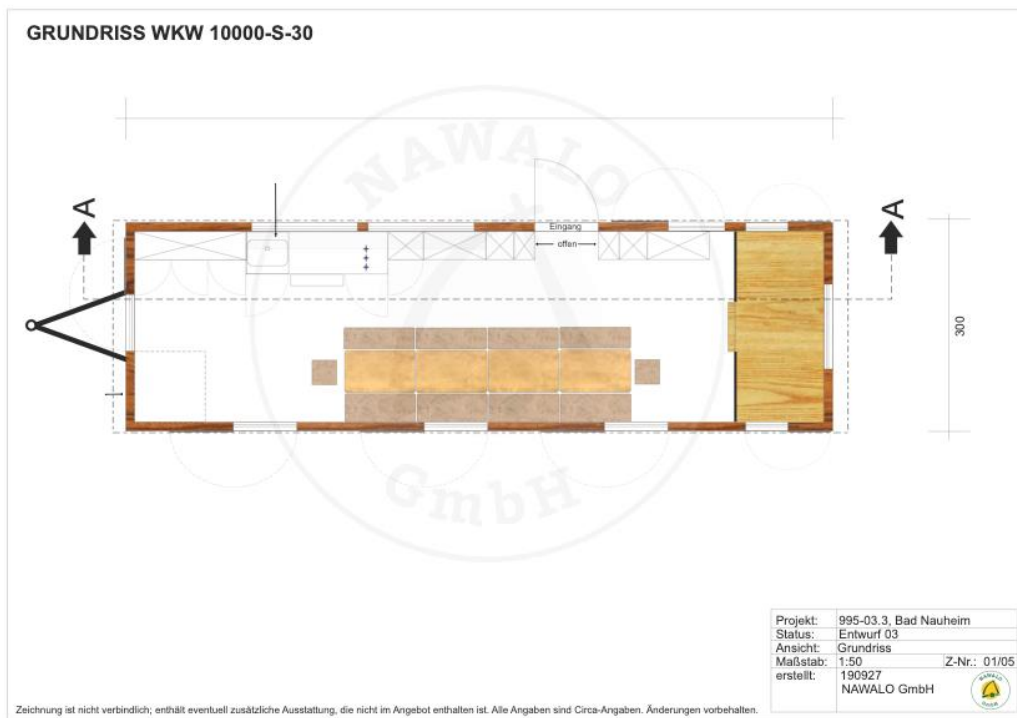 GRUNDRISS WKW 10000-S-30
NAWALO
GmbH
A
A
Eingang
offen
300
Projekt: 995-03.3, Bad Nauheim
Status: Entwurf 03
Ansicht: Grundriss
Maßstab: 1:50 Z-Nr.: 01/05
erstellt: 190927
NAWALO GmbH
NAWALO
GmbH
Zeichnung ist nicht verbindlich; enthält eventuell zusätzliche Ausstattung, die nicht im Angebot enthalten ist. Alle Angaben sind Circa-Angaben. Änderungen vorbehalten.